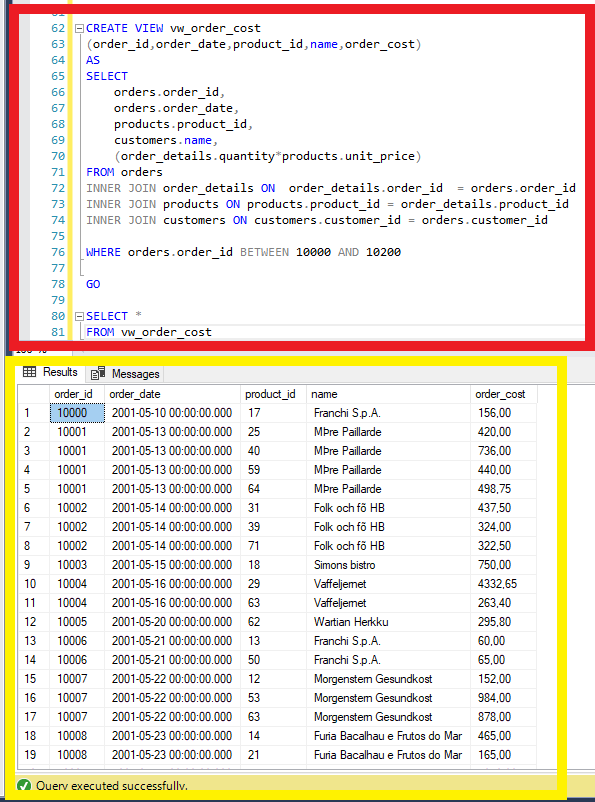 62 CREATE VIEW vw_order_cost
63 (order_id,order_date,product_id,name,order_cost)
64 AS
65 SELECT
66 orders.order_id,
67 orders.order_date,
68 products.product_id,
69 customers.name,
70 (order_details.quantity*products.unit_price)
71 FROM orders
72 INNER JOIN order_details ON  order_details.order_id  = orders.order_id
73 INNER JOIN products ON products.product_id = order_details.product_id
74 INNER JOIN customers ON customers.customer_id = orders.customer_id
75
76 WHERE orders.order_id BETWEEN 10000 AND 10200
77
78 GO
79
80 SELECT *
81 FROM vw_order_cost
Results Messages
order_id order_date product_id name order_cost
1 10000 2001-05-10 00:00:00.000 17 Franchi S.p.A. 156,00
2 10001 2001-05-13 00:00:00.000 25 MÞre Paillarde 420,00
3 10001 2001-05-13 00:00:00.000 40 MÞre Paillarde 736,00
4 10001 2001-05-13 00:00:00.000 59 MÞre Paillarde 440,00
5 10001 2001-05-13 00:00:00.000 64 MÞre Paillarde 498,75
6 10002 2001-05-14 00:00:00.000 31 Folk och fõ HB 437,50
7 10002 2001-05-14 00:00:00.000 39 Folk och fõ HB 324,00
8 10002 2001-05-14 00:00:00.000 71 Folk och fõ HB 322,50
9 10003 2001-05-15 00:00:00.000 18 Simons bistro 750,00
10 10004 2001-05-16 00:00:00.000 29 Vaffeljernet 4332,65
11 10004 2001-05-16 00:00:00.000 63 Vaffeljernet 263,40
12 10005 2001-05-20 00:00:00.000 62 Wartian Herkku 295,80
13 10006 2001-05-21 00:00:00.000 13 Franchi S.p.A. 60,00
14 10006 2001-05-21 00:00:00.000 50 Franchi S.p.A. 65,00
15 10007 2001-05-22 00:00:00.000 12 Morgenstern Gesundkost 152,00
16 10007 2001-05-22 00:00:00.000 53 Morgenstern Gesundkost 984,00
17 10007 2001-05-22 00:00:00.000 63 Morgenstern Gesundkost 878,00
18 10008 2001-05-23 00:00:00.000 14 Furia Bacalhau e Frutos do Mar 465,00
19 10008 2001-05-23 00:00:00.000 21 Furia Bacalhau e Frutos do Mar 165,00
Query executed successfully.